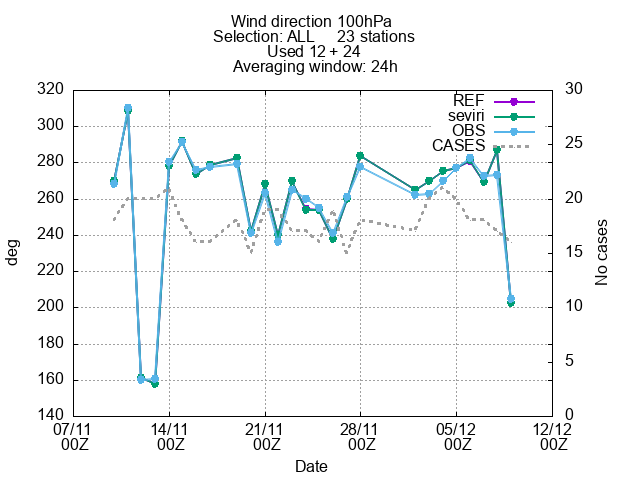 Wind direction 100hPa
Selection: ALL 23 stations
Used 12 + 24
Averaging window: 24h
REF
seviri
OBS
CASES
deg
320
300
280
260
240
220
200
180
160
140
No cases
30
25
20
15
10
5
0
07/11 14/11 21/11 28/11 05/12 12/12
00Z 00Z 00Z 00Z 00Z 00Z
Date